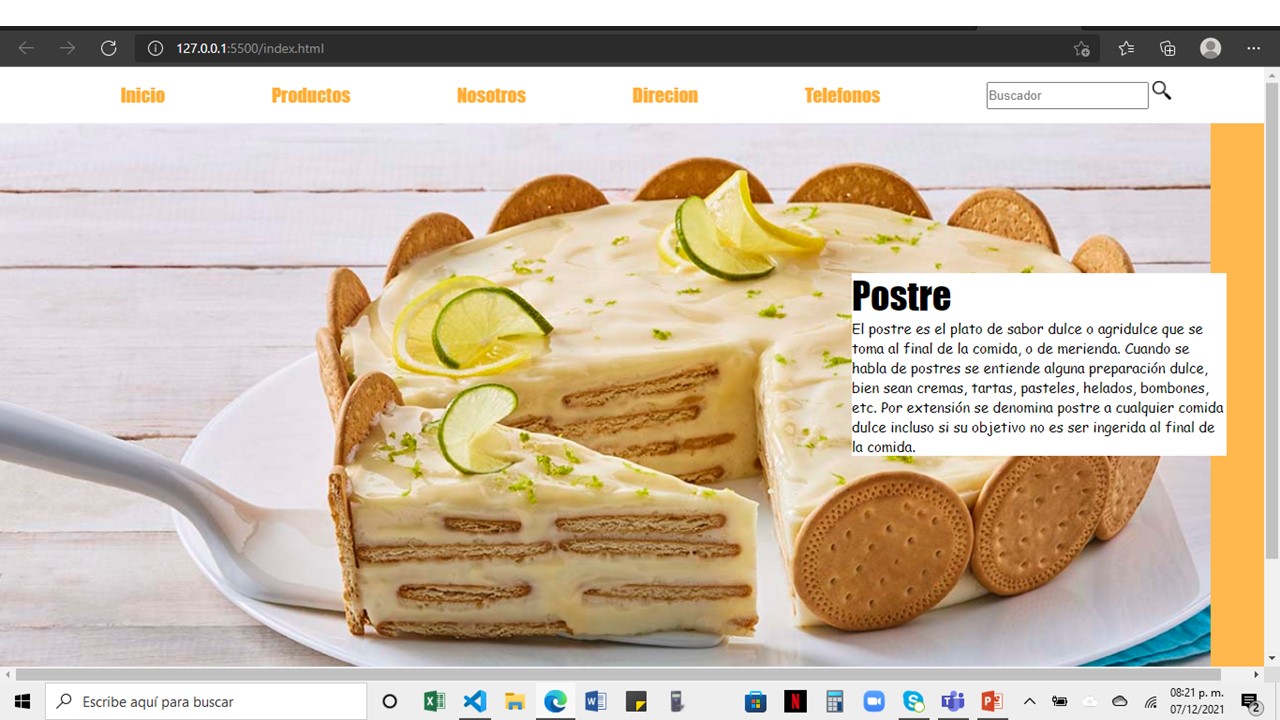 127.0.0.1:5500/index.html
Inicio Productos Nosotros Direcion Telefonos Buscador
Postre
El postre es el plato de sabor dulce o agridulce que se
toma al final de la comida, o de merienda. Cuando se
habla de postres se entiende alguna preparación dulce,
bien sean cremas, tartas, pasteles, helados, bombones,
etc. Por extensión se denomina postre a cualquier comida
dulce incluso si su objetivo no es ser ingerida al final de
la comida.
Escribe aquí para buscar
08:21 p. m.
07/12/2021
2